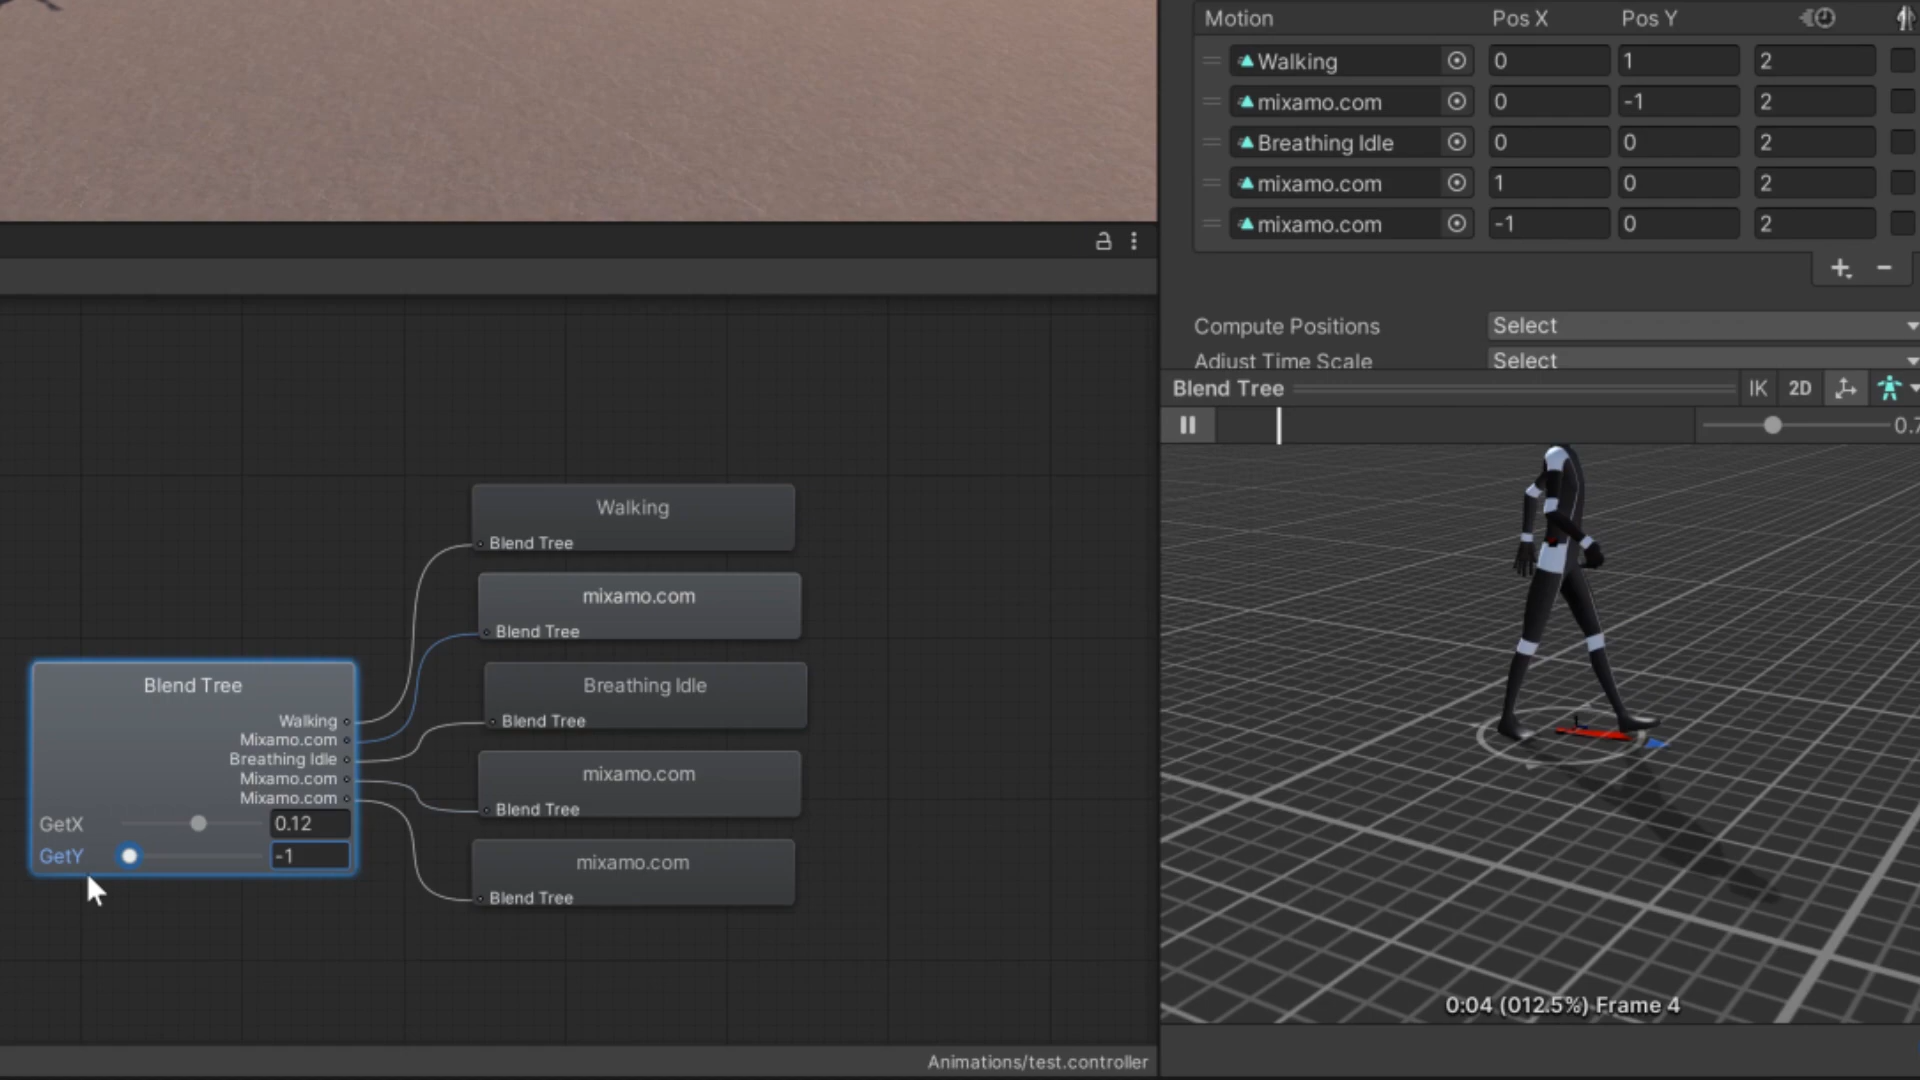 Motion Pos X Pos Y
Walking 0 1 2
mixamo.com 0 -1 2
Breathing Idle 0 0 2
mixamo.com 1 0 2
mixamo.com -1 0 2
Compute Positions Select
Adjust Time Scale Select
Blend Tree IK 2D
Walking
Blend Tree
mixamo.com
Blend Tree
Breathing Idle
Blend Tree
mixamo.com
Blend Tree
mixamo.com
Blend Tree
Blend Tree
Walking
Mixamo.com
Breathing Idle
Mixamo.com
Mixamo.com
GetX 0.12
GetY -1
0:04 (012.5%) Frame 4
Animations/test.controller